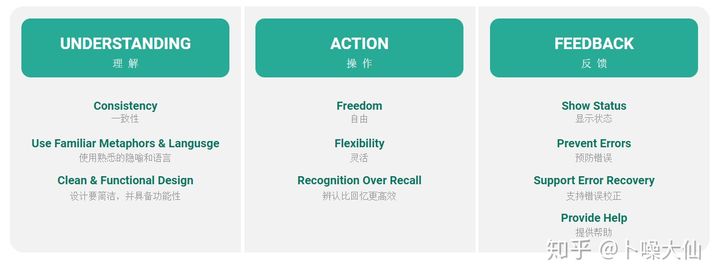 UNDERSTANDING
理解
Consistency
一致性
Use Familiar Metaphors & Langusge
使用熟悉的隐喻和语言
Clean & Functional Design
设计要简洁，并具备功能性
ACTION
操作
Freedom
自由
Flexibility
灵活
Recognition Over Recall
辨认比回忆更高效
FEEDBACK
反馈
Show Status
显示状态
Prevent Errors
预防错误
Support Error Recovery
支持错误校正
Provide Help
提供帮助
知乎 @卜噪大仙